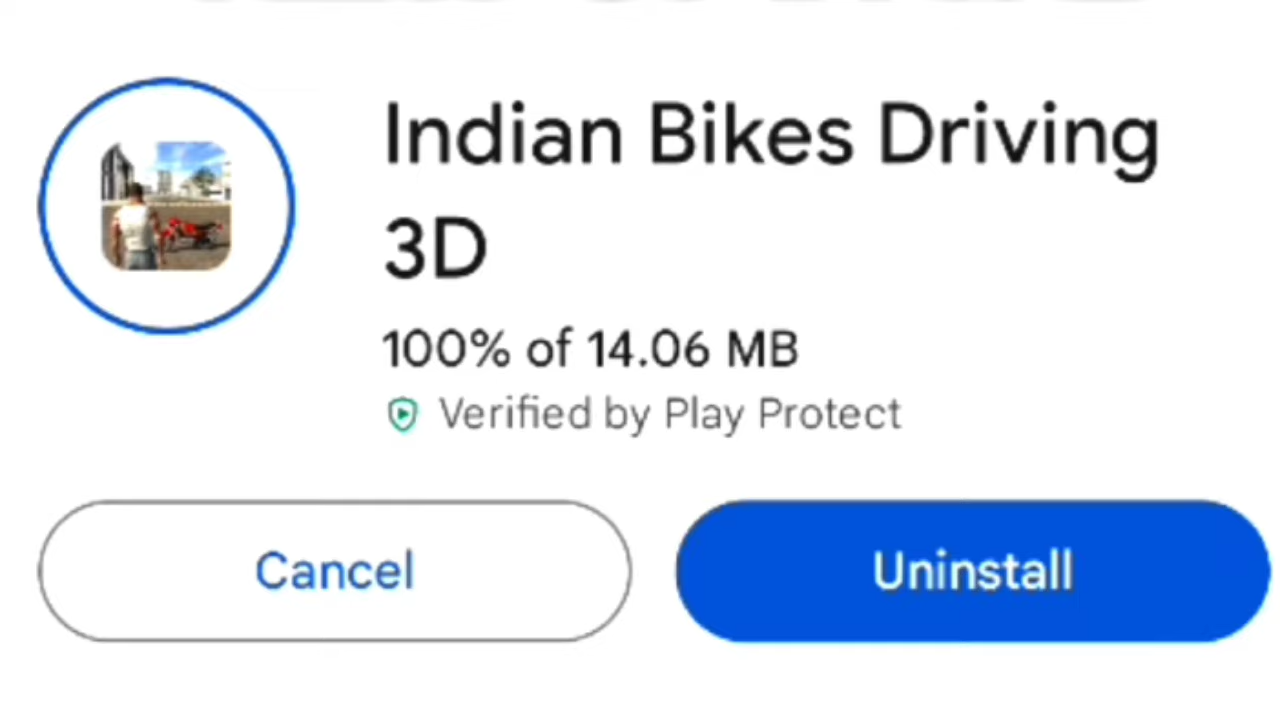 Indian Bikes Driving
3D
100% of 14.06 MB
Verified by Play Protect
Cancel
Uninstall